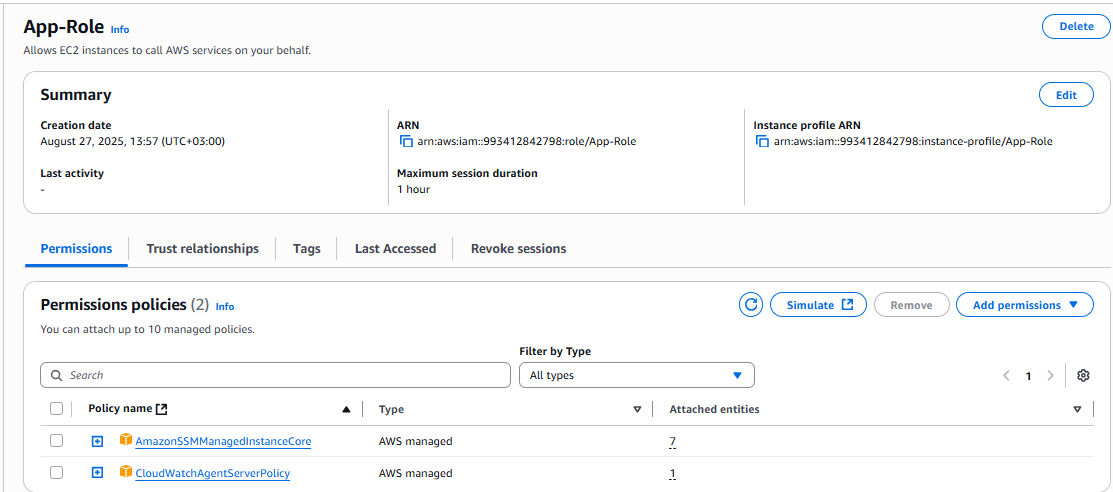 App-Role Info
Delete
Allows EC2 instances to call AWS services on your behalf.
Summary
Edit
Creation date
August 27, 2025, 13:57 (UTC+03:00)
ARN
arn:aws:iam::993412842798:role/App-Role
Instance profile ARN
arn:aws:iam::993412842798:instance-profile/App-Role
Last activity
-
Maximum session duration
1 hour
Permissions Trust relationships Tags Last Accessed Revoke sessions
Permissions policies (2) Info
Simulate Remove Add permissions
You can attach up to 10 managed policies.
Filter by Type
Search All types 1
Policy name Type Attached entities
AmazonSSMManagedInstanceCore AWS managed 7
CloudWatchAgentServerPolicy AWS managed 1